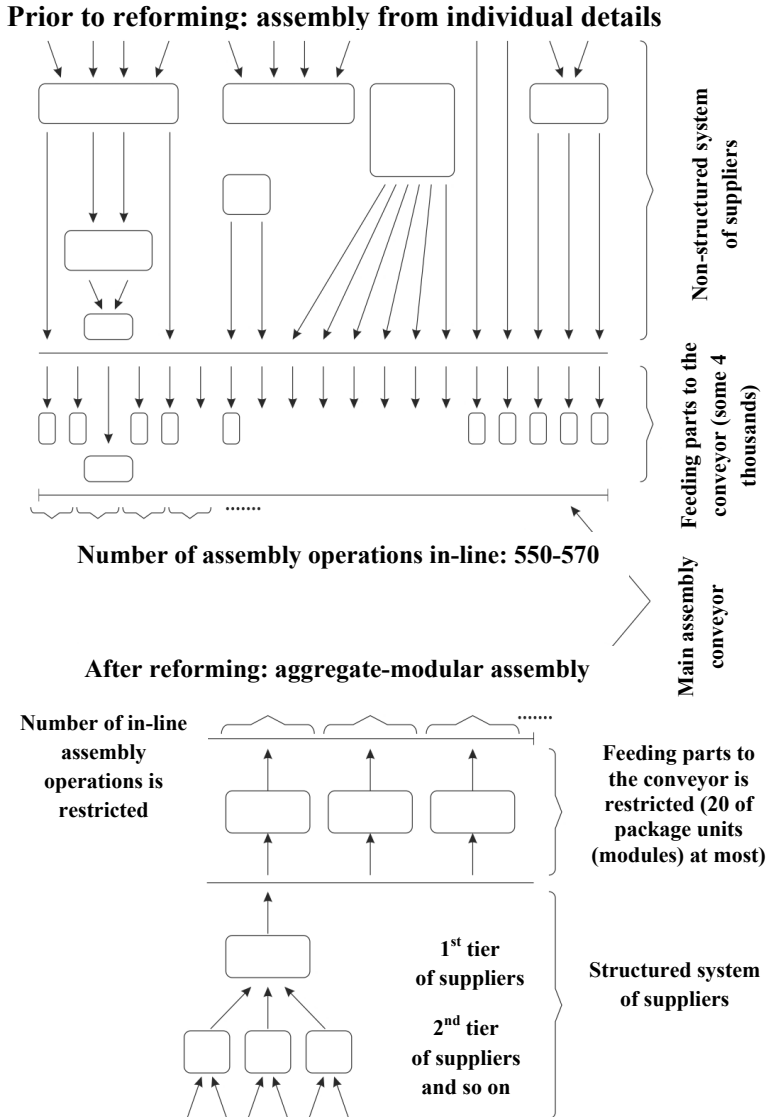 Prior to reforming: assembly from individual details
Non-structured system
of suppliers
Feeding parts to the
conveyor (some 4
thousands)
........
Number of assembly operations in-line: 550-570
Main assembly
conveyor
After reforming: aggregate-modular assembly
Number of in-line
assembly
operations is
restricted
.......
Feeding parts to
the conveyor is
restricted (20 of
package units
(modules) at most)
1st tier
of suppliers
2nd tier
of suppliers
and so on
Structured system
of suppliers